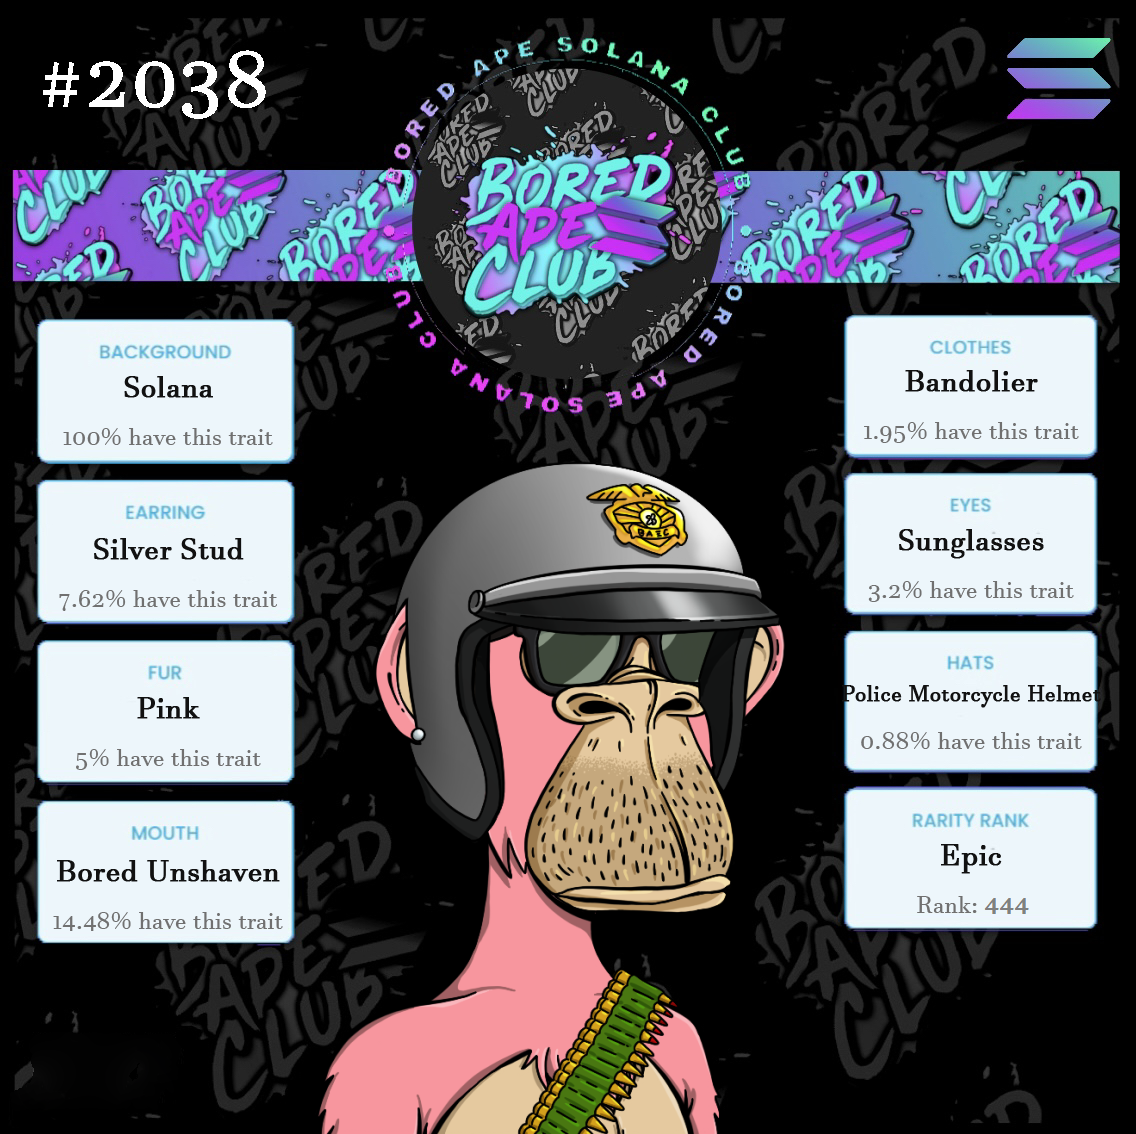 #2038
BORED APE SOLANA CLUB
BORED APE SOLANA CLUB
BORED
APE
CLUB
BACKGROUND
Solana
100% have this trait
EARRING
Silver Stud
7.62% have this trait
FUR
Pink
5% have this trait
MOUTH
Bored Unshaven
14.48% have this trait
CLOTHES
Bandolier
1.95% have this trait
EYES
Sunglasses
3.2% have this trait
HATS
Police Motorcycle Helmet
0.88% have this trait
RARITY RANK
Epic
Rank: 444